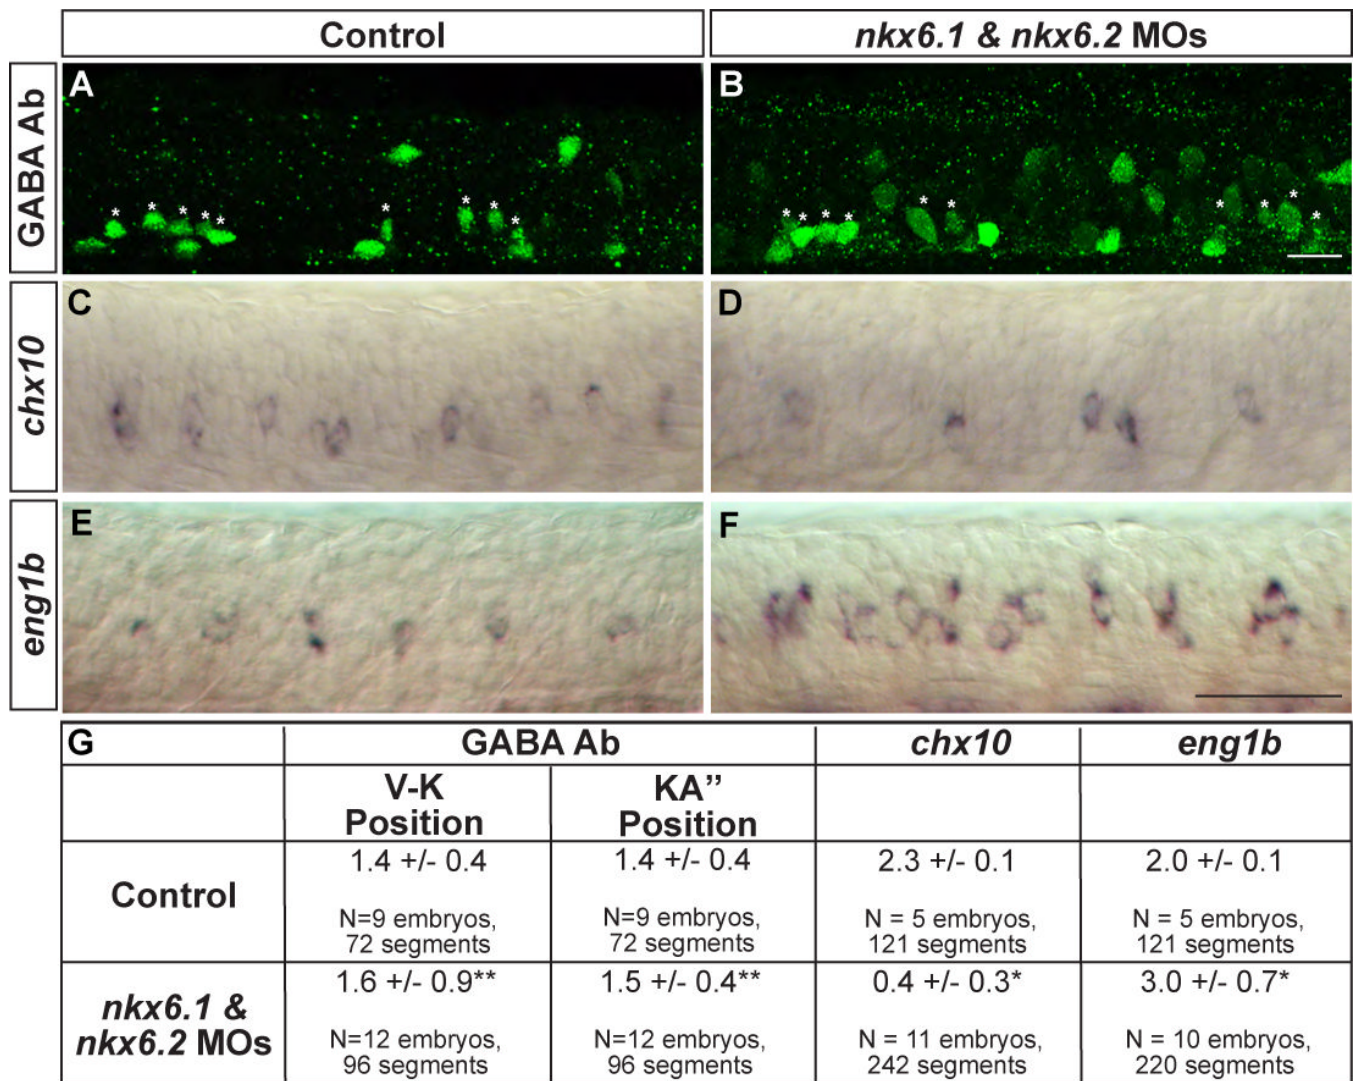 Control
nkx6.1 & nkx6.2 MOs
GABA Ab
A
* * * * * * * * *
B
* * * * * * * * * *
chx10
C
D
eng1b
E
F
G
GABA Ab
chx10
eng1b
V-K
Position
KA”
Position
Control
1.4 +/- 0.4
N=9 embryos,
72 segments
1.4 +/- 0.4
N=9 embryos,
72 segments
2.3 +/- 0.1
N = 5 embryos,
121 segments
2.0 +/- 0.1
N = 5 embryos,
121 segments
nkx6.1 &
nkx6.2 MOs
1.6 +/- 0.9**
N=12 embryos,
96 segments
1.5 +/- 0.4**
N=12 embryos,
96 segments
0.4 +/- 0.3*
N = 11 embryos,
242 segments
3.0 +/- 0.7*
N = 10 embryos,
220 segments